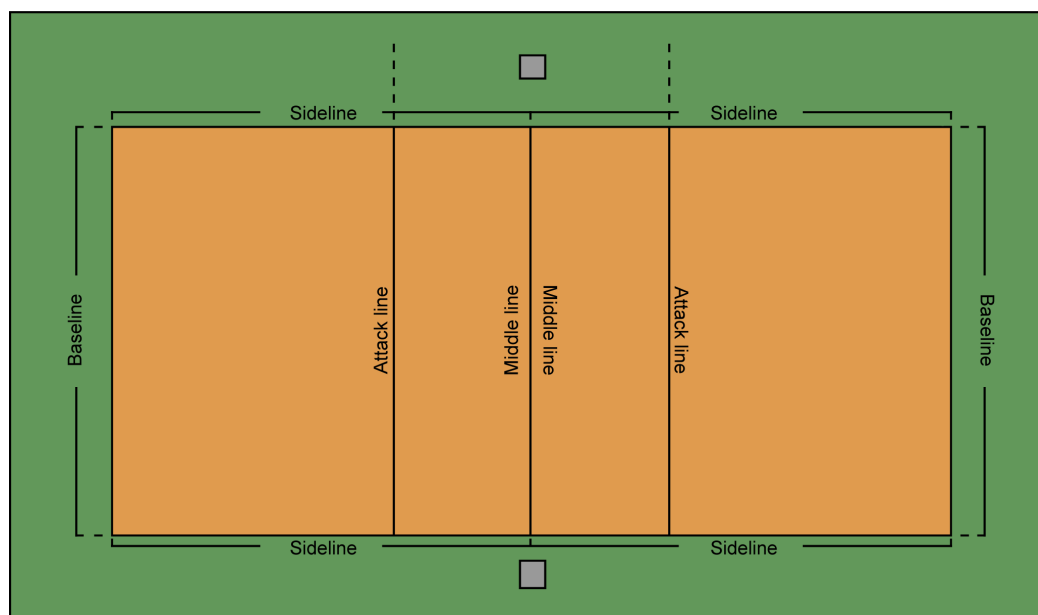 Sideline
Sideline
Baseline
Attack line
Middle line
Middle line
Attack line
Baseline
Sideline
Sideline